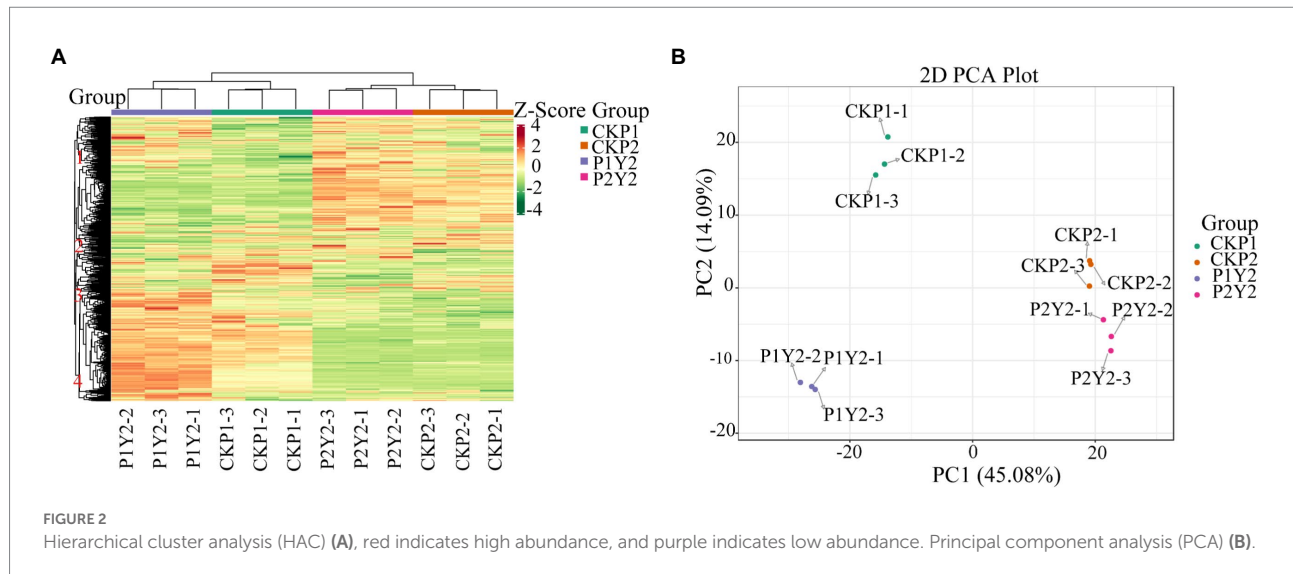 A
Group
Z-Score Group
4
2
0
-2
-4
CKP1
CKP2
P1Y2
P2Y2
1
2
3
4
P1Y2-2
P1Y2-3
P1Y2-1
CKP1-3
CKP1-2
CKP1-1
P2Y2-3
P2Y2-1
P2Y2-2
CKP2-3
CKP2-2
CKP2-1
B
2D PCA Plot
CKP1-1
CKP1-2
CKP1-3
CKP2-1
CKP2-3
CKP2-2
P2Y2-1
P2Y2-2
P2Y2-3
P1Y2-2
P1Y2-1
P1Y2-3
20
10
0
-10
-20
PC2 (14.09%)
-20
0
20
PC1 (45.08%)
Group
CKP1
CKP2
P1Y2
P2Y2
FIGURE 2
Hierarchical cluster analysis (HAC) (A), red indicates high abundance, and purple indicates low abundance. Principal component analysis (PCA) (B).